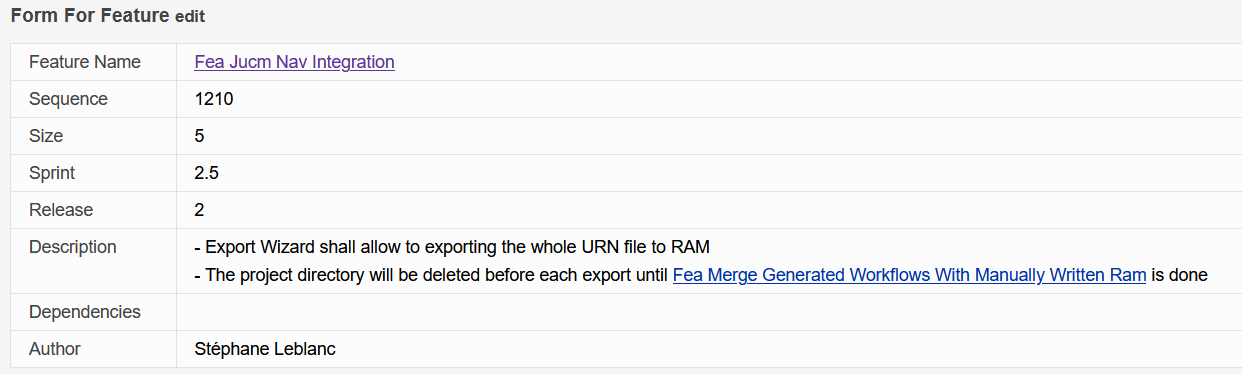 Form For Feature edit
Feature Name Fea Jucm Nav Integration
Sequence 1210
Size 5
Sprint 2.5
Release 2
Description - Export Wizard shall allow to exporting the whole URN file to RAM
- The project directory will be deleted before each export until Fea Merge Generated Workflows With Manually Written Ram is done
Dependencies
Author Stéphane Leblanc